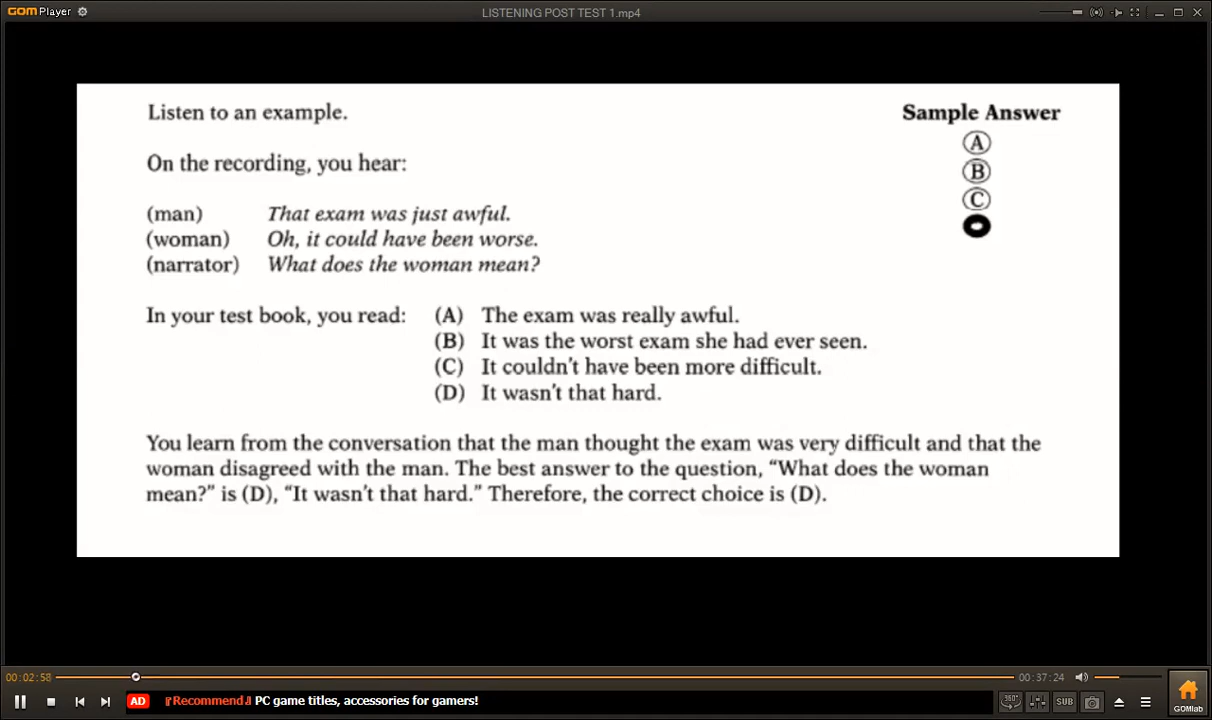 GOM Player
LISTENING POST TEST 1.mp4
Listen to an example.
Sample Answer
A
On the recording, you hear:
B
C
(man) That exam was just awful.
(woman) Oh, it could have been worse.
(narrator) What does the woman mean?
In your test book, you read: (A) The exam was really awful.
(B) It was the worst exam she had ever seen.
(C) It couldn't have been more difficult.
(D) It wasn't that hard.
You learn from the conversation that the man thought the exam was very difficult and that the
woman disagreed with the man. The best answer to the question, “What does the woman
mean?” is (D), “It wasn't that hard.” Therefore, the correct choice is (D).
00:02:58
00:37:24
AD 『Recommend』 PC game titles, accessories for gamers!
360°
SUB
GOMlab